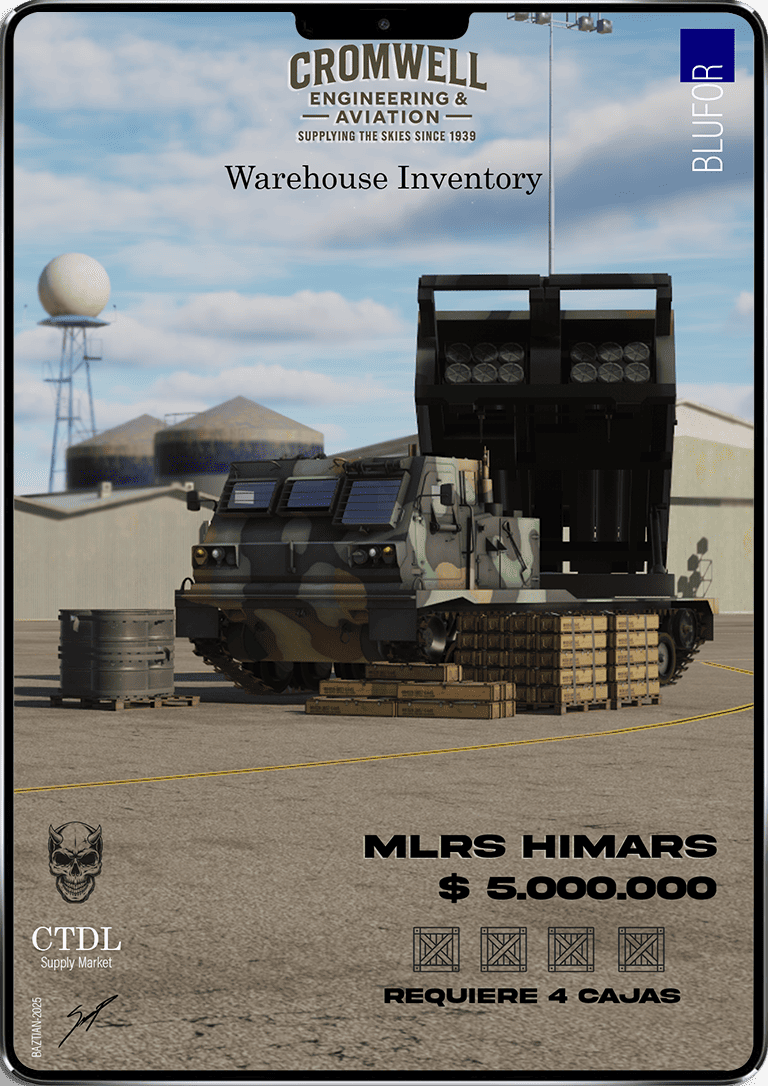 CROMWELL
ENGINEERING &
AVIATION
SUPPLYING THE SKIES SINCE 1939
Warehouse Inventory
BLUFOR
MLRS HIMARS
$ 5.000.000
REQUIERE 4 CAJAS
CTDL
Supply Market
BAZTIAN-2025